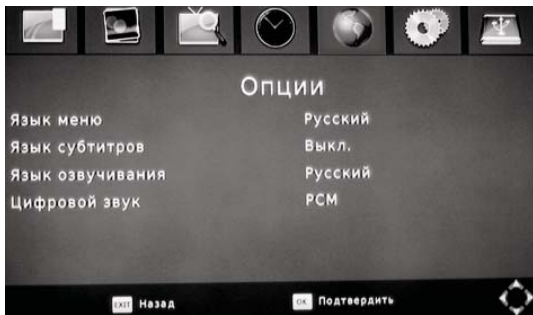 Опции
Язык меню Русский
Язык субтитров Выкл.
Язык озвучивания Русский
Цифровой звук PCM
EXIT Назад OK Подтвердить